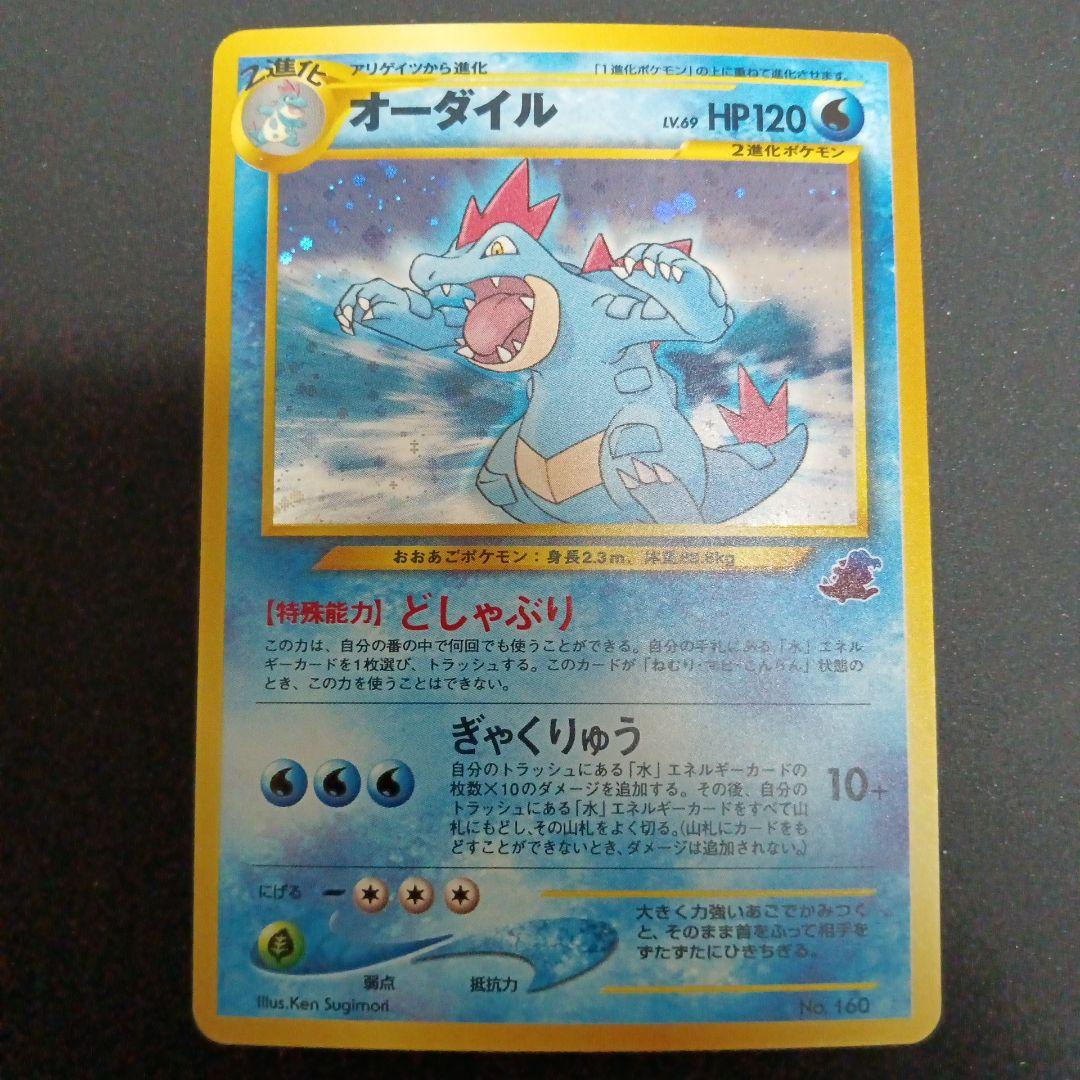 2進化
アリゲイツから進化
「1進化ポケモン」の上に重ねて進化させます。
オーダイル
LV.69 HP120
2進化ポケモン
おおあごポケモン：身長2.3m、体重88.8kg
【特殊能力】どしゃぶり
この力は、自分の番の中で何回でも使うことができる。自分の手札にある「水」エネル
ギーカードを1枚選び、トラッシュする。このカードが「ねむり・マヒ・こんらん」状態の
とき、この力を使うことはできない。
ぎゃくりゅう
自分のトラッシュにある「水」エネルギーカードの
枚数×10のダメージを追加する。その後、自分の
トラッシュにある「水」エネルギーカードをすべて山
札にもどし、その山札をよく切る。（山札にカードをも
どすことができないとき、ダメージは追加されない。）
10+
にげる
大きく力強いあごでかみつく
と、そのまま首をふって相手を
ずたずたにひきちぎる。
弱点
抵抗力
Illus.Ken Sugimori
No. 160